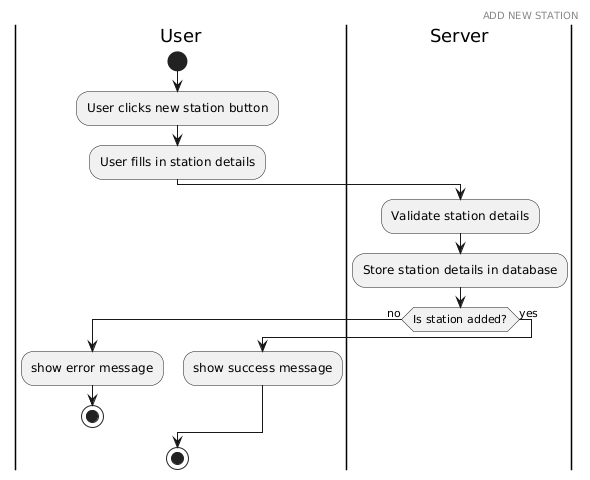 ADD NEW STATION
User
Server
User clicks new station button
User fills in station details
Validate station details
Store station details in database
no
Is station added?
yes
show error message
show success message